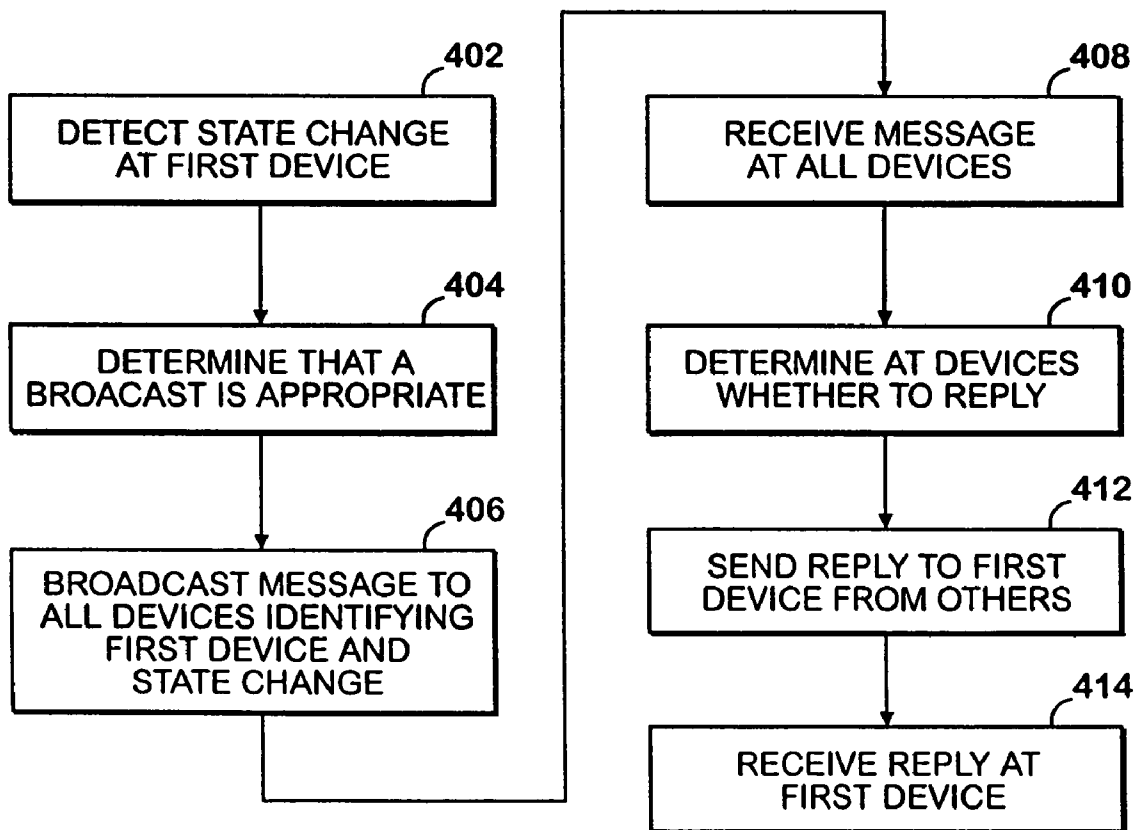 402
DETECT STATE CHANGE
AT FIRST DEVICE
404
DETERMINE THAT A
BROACAST IS APPROPRIATE
406
BROADCAST MESSAGE TO
ALL DEVICES IDENTIFYING
FIRST DEVICE AND
STATE CHANGE
408
RECEIVE MESSAGE
AT ALL DEVICES
410
DETERMINE AT DEVICES
WHETHER TO REPLY
412
SEND REPLY TO FIRST
DEVICE FROM OTHERS
414
RECEIVE REPLY AT
FIRST DEVICE